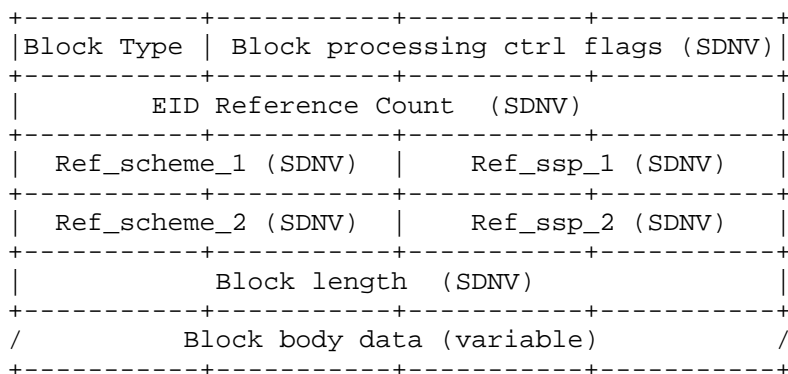 +-----------+-----------+-----------+-----------+
|Block Type | Block processing ctrl flags (SDNV)|
+-----------+-----------+-----------+-----------+
|         EID Reference Count  (SDNV)           |
+-----------+-----------+-----------+-----------+
|  Ref_scheme_1 (SDNV)  |    Ref_ssp_1 (SDNV)   |
+-----------+-----------+-----------+-----------+
|  Ref_scheme_2 (SDNV)  |    Ref_ssp_2 (SDNV)   |
+-----------+-----------+-----------+-----------+
|             Block length  (SDNV)              |
+-----------+-----------+-----------+-----------+
/           Block body data (variable)          /
+-----------+-----------+-----------+-----------+